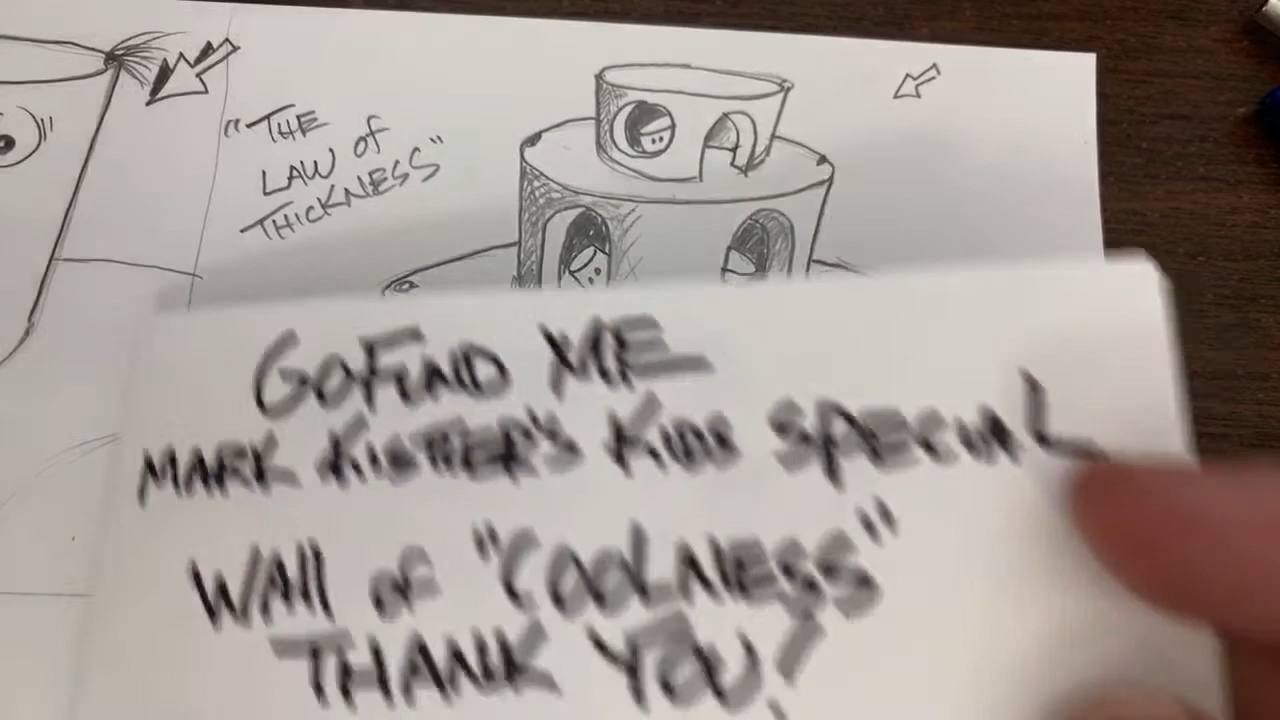 "THE
LAW of
THICKNESS"
GOFUND ME
MARK KISTLER'S KIDS SPECIAL
WAll of "COOLNESS"
THANK YOU!